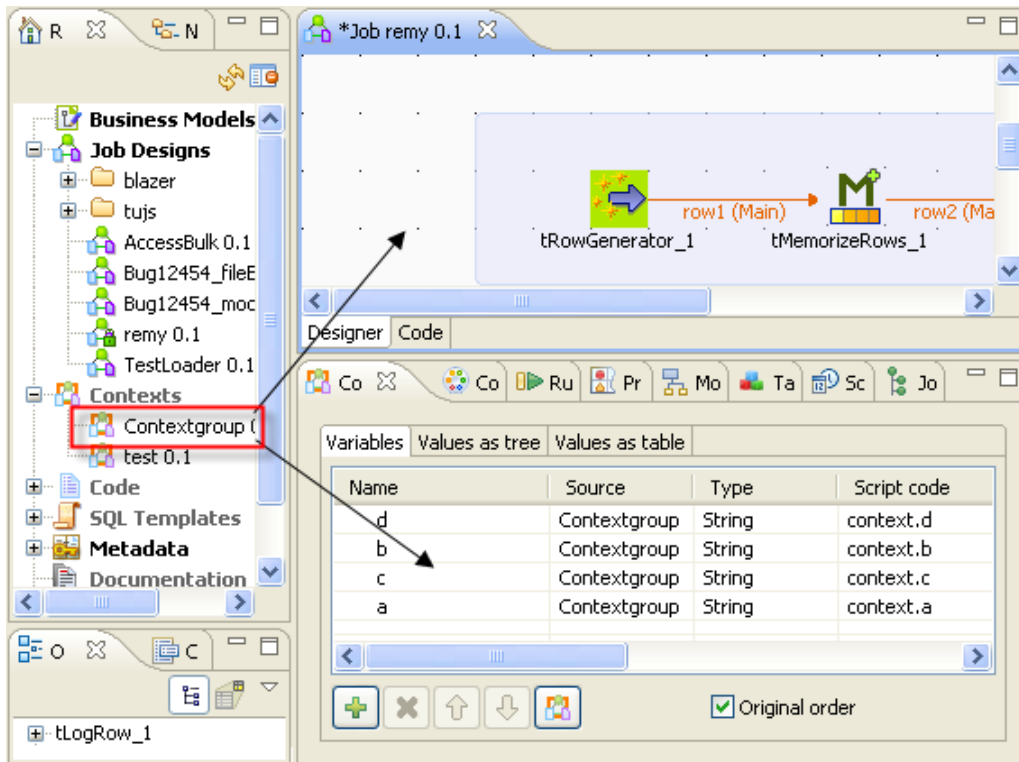 R
N
Business Models
Job Designs
blazer
tujs
AccessBulk 0.1
Bug12454_fileE
Bug12454_moc
remy 0.1
TestLoader 0.1
Contexts
Contextgroup 0
test 0.1
Code
SQL Templates
Metadata
Documentation
O
C
tLogRow_1
*Job remy 0.1
row1 (Main)
row2 (Ma
tRowGenerator_1
tMemorizeRows_1
Designer Code
Co Co Ru Pr Mo Ta Sc Jo
Variables Values as tree Values as table
Name Source Type Script code
d Contextgroup String context.d
b Contextgroup String context.b
c Contextgroup String context.c
a Contextgroup String context.a
Original order